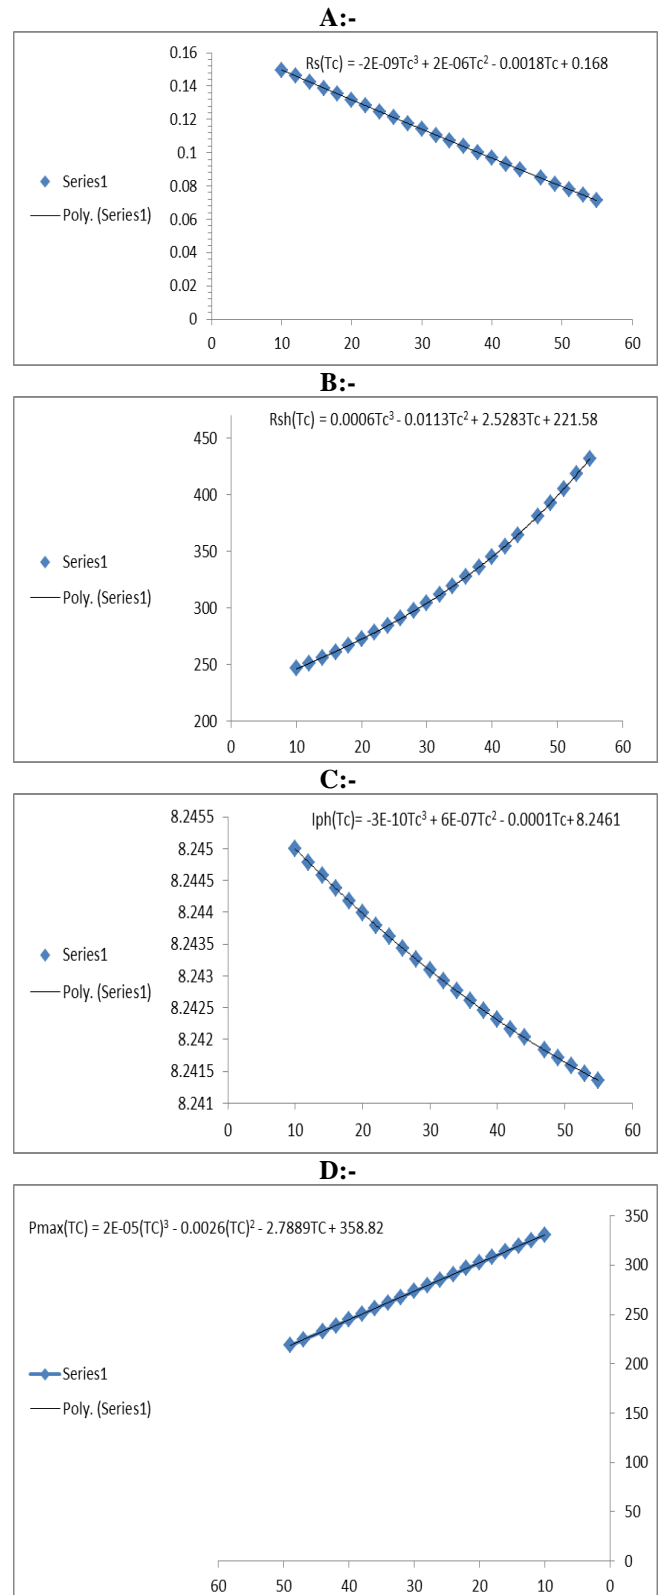 A:-
Rs(Tc) = -2E-09Tc³ + 2E-06Tc² - 0.0018Tc + 0.168
0.16
0.14
0.12
0.1
0.08
0.06
0.04
0.02
0
Series1
Poly. (Series1)
0 10 20 30 40 50 60
B:-
Rsh(Tc) = 0.0006Tc³ - 0.0113Tc² + 2.5283Tc + 221.58
450
400
350
300
250
200
Series1
Poly. (Series1)
0 10 20 30 40 50 60
C:-
Iph(Tc)= -3E-10Tc³ + 6E-07Tc² - 0.0001Tc + 8.2461
8.2455
8.245
8.2445
8.244
8.2435
8.243
8.2425
8.242
8.2415
8.241
Series1
Poly. (Series1)
0 10 20 30 40 50 60
D:-
Pmax(TC) = 2E-05(TC)³ - 0.0026(TC)² - 2.7889TC + 358.82
350
300
250
200
150
100
50
0
Series1
Poly. (Series1)
60 50 40 30 20 10 0